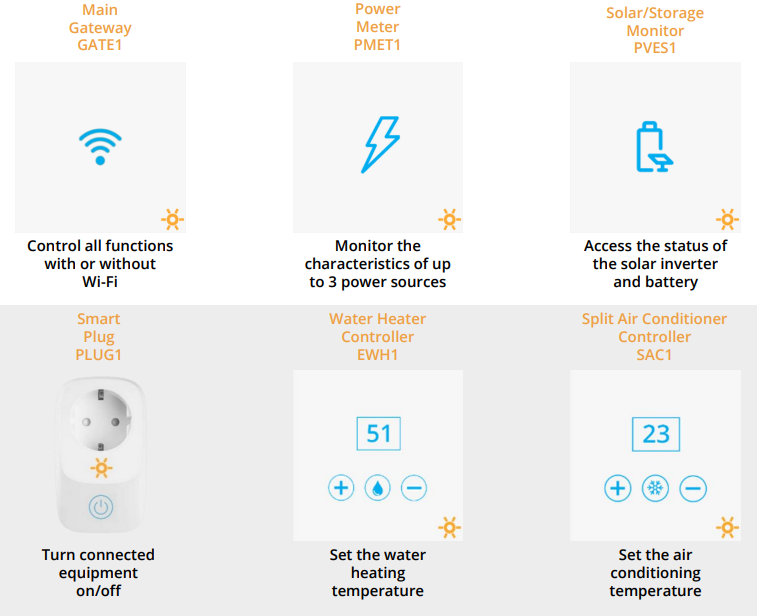 Main
Gateway
GATE1
Power
Meter
PMET1
Solar/Storage
Monitor
PVES1
Control all functions
with or without
Wi-Fi
Monitor the
characteristics of up
to 3 power sources
Access the status of
the solar inverter
and battery
Smart
Plug
PLUG1
Water Heater
Controller
EWH1
Split Air Conditioner
Controller
SAC1
51
23
Turn connected
equipment
on/off
Set the water
heating
temperature
Set the air
conditioning
temperature